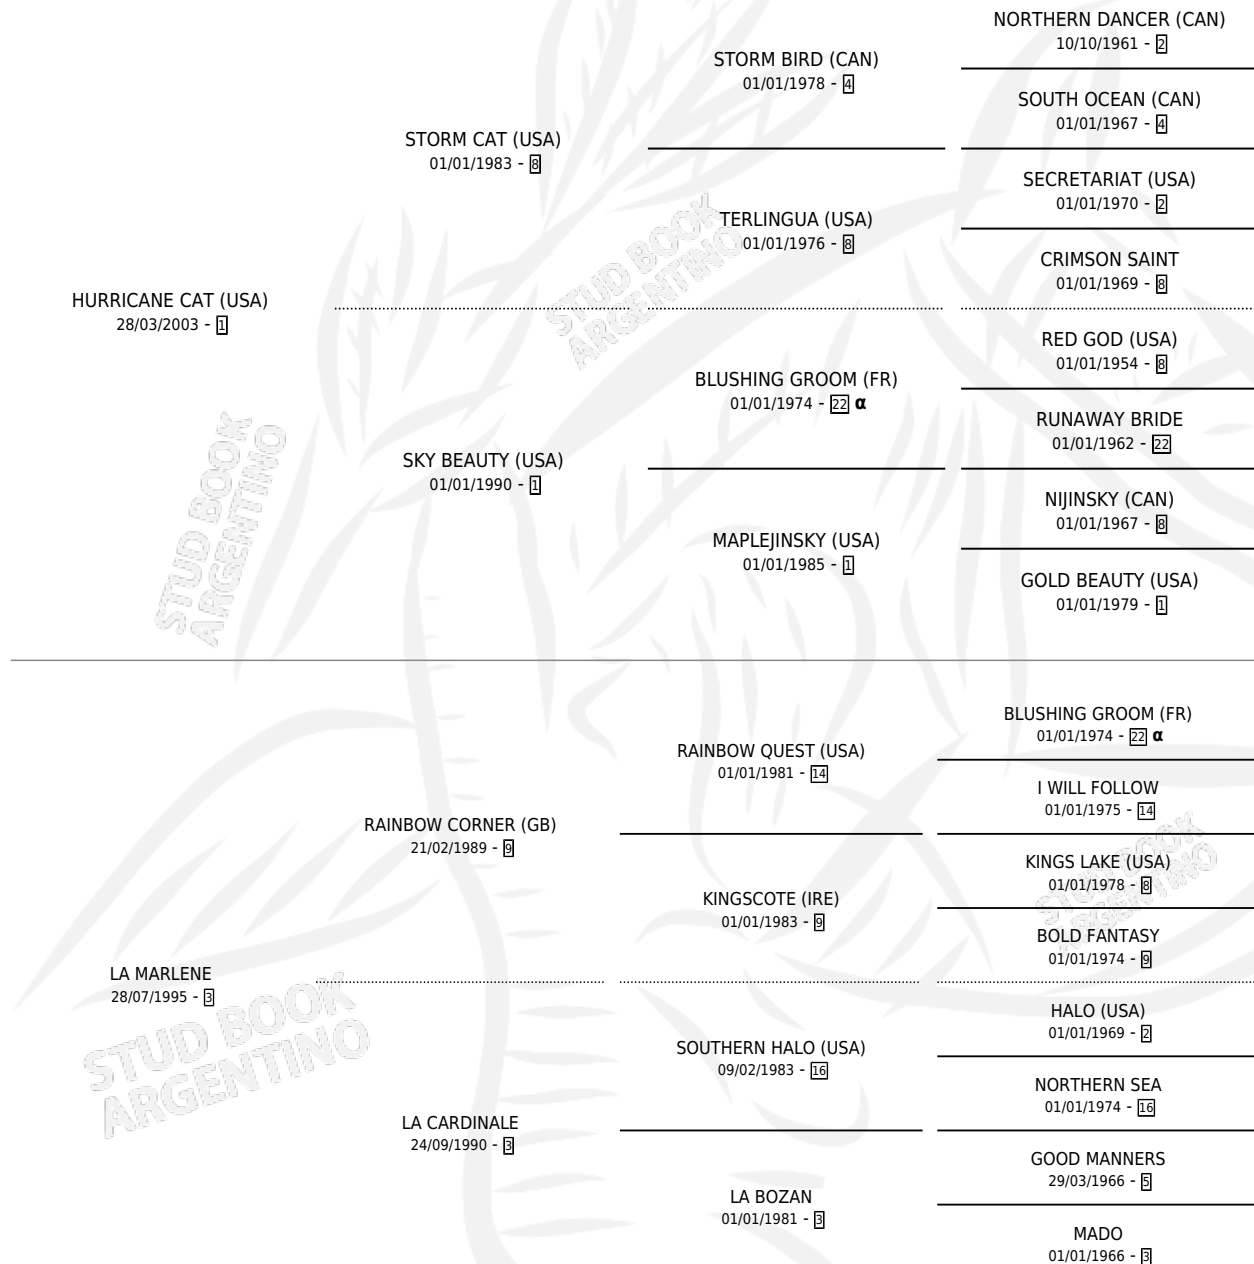 NORTHERN DANCER (CAN)
10/10/1961 - 2
STORM BIRD (CAN)
01/01/1978 - 4
SOUTH OCEAN (CAN)
01/01/1967 - 4
STORM CAT (USA)
01/01/1983 - 8
SECRETARIAT (USA)
01/01/1970 - 2
TERLINGUA (USA)
01/01/1976 - 8
CRIMSON SAINT
01/01/1969 - 8
HURRICANE CAT (USA)
28/03/2003 - 1
RED GOD (USA)
01/01/1954 - 8
BLUSHING GROOM (FR)
01/01/1974 - 22 α
RUNAWAY BRIDE
01/01/1962 - 22
SKY BEAUTY (USA)
01/01/1990 - 1
NIJINSKY (CAN)
01/01/1967 - 8
MAPLEJINSKY (USA)
01/01/1985 - 1
GOLD BEAUTY (USA)
01/01/1979 - 1
BLUSHING GROOM (FR)
01/01/1974 - 22 α
RAINBOW QUEST (USA)
01/01/1981 - 14
I WILL FOLLOW
01/01/1975 - 14
RAINBOW CORNER (GB)
21/02/1989 - 9
KINGS LAKE (USA)
01/01/1978 - 8
KINGSCOTE (IRE)
01/01/1983 - 9
BOLD FANTASY
01/01/1974 - 9
LA MARLENE
28/07/1995 - 3
HALO (USA)
01/01/1969 - 2
SOUTHERN HALO (USA)
09/02/1983 - 16
NORTHERN SEA
01/01/1974 - 16
LA CARDINALE
24/09/1990 - 3
GOOD MANNERS
29/03/1966 - 5
LA BOZAN
01/01/1981 - 3
MADO
01/01/1966 - 3
STUD BOOK
ARGENTINO
STUD BOOK
ARGENTINO
STUD BOOK
ARGENTINO
STUD BOOK
ARGENTINO